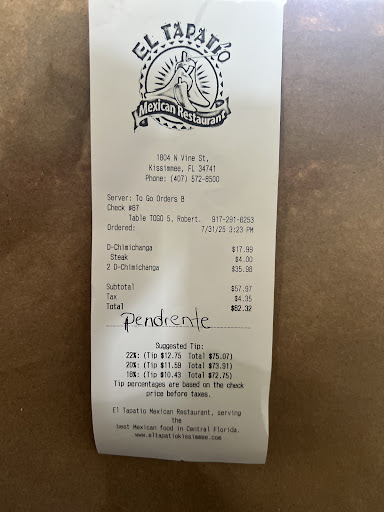 EL TAPATÍO
Mexican Restaurant
1804 N Vine St,
Kissimmee, FL 34741
Phone: (407) 572-8500
Server: To Go Orders B
Check #67
Table TOGO 5, Robert. 917-291-8253
Ordered: 7/31/25 3:23 PM
D-Chimichanga $17.99
Steak $4.00
2 D-Chimichanga $35.98
Subtotal $57.97
Tax $4.35
Total $62.32
Pendiente
Suggested Tip:
22%: (Tip $12.75 Total $75.07)
20%: (Tip $11.59 Total $73.91)
18%: (Tip $10.43 Total $72.75)
Tip percentages are based on the check
price before taxes.
El Tapatio Mexican Restaurant, serving
the
best Mexican food in Central Florida.
www.eltapatiokissimmee.com